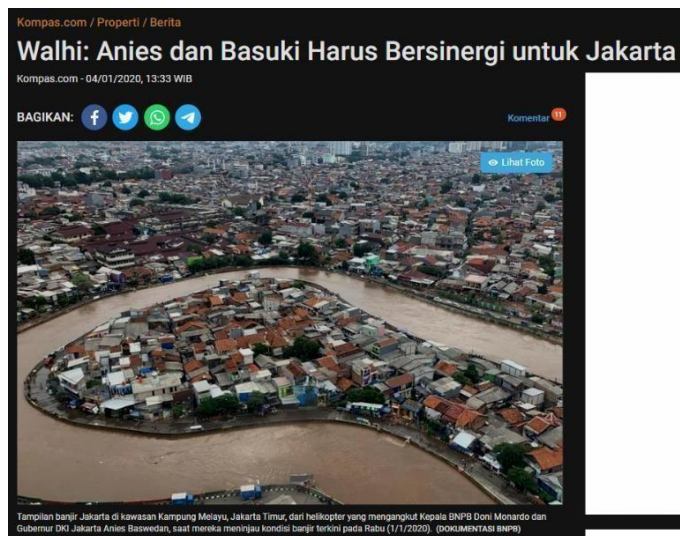 Kompas.com / Properti / Berita
Walhi: Anies dan Basuki Harus Bersinergi untuk Jakarta
Kompas.com - 04/01/2020, 13:33 WIB
BAGIKAN:
Komentar 11
Lihat Foto
Tampilan banjir Jakarta di kawasan Kampung Melayu, Jakarta Timur, dari helikopter yang mengangkut Kepala BNPB Doni Monardo dan
Gubernur DKI Jakarta Anies Baswedan, saat mereka meninjau kondisi banjir terkini pada Rabu (1/1/2020). (DOKUMENTASI BNPB)